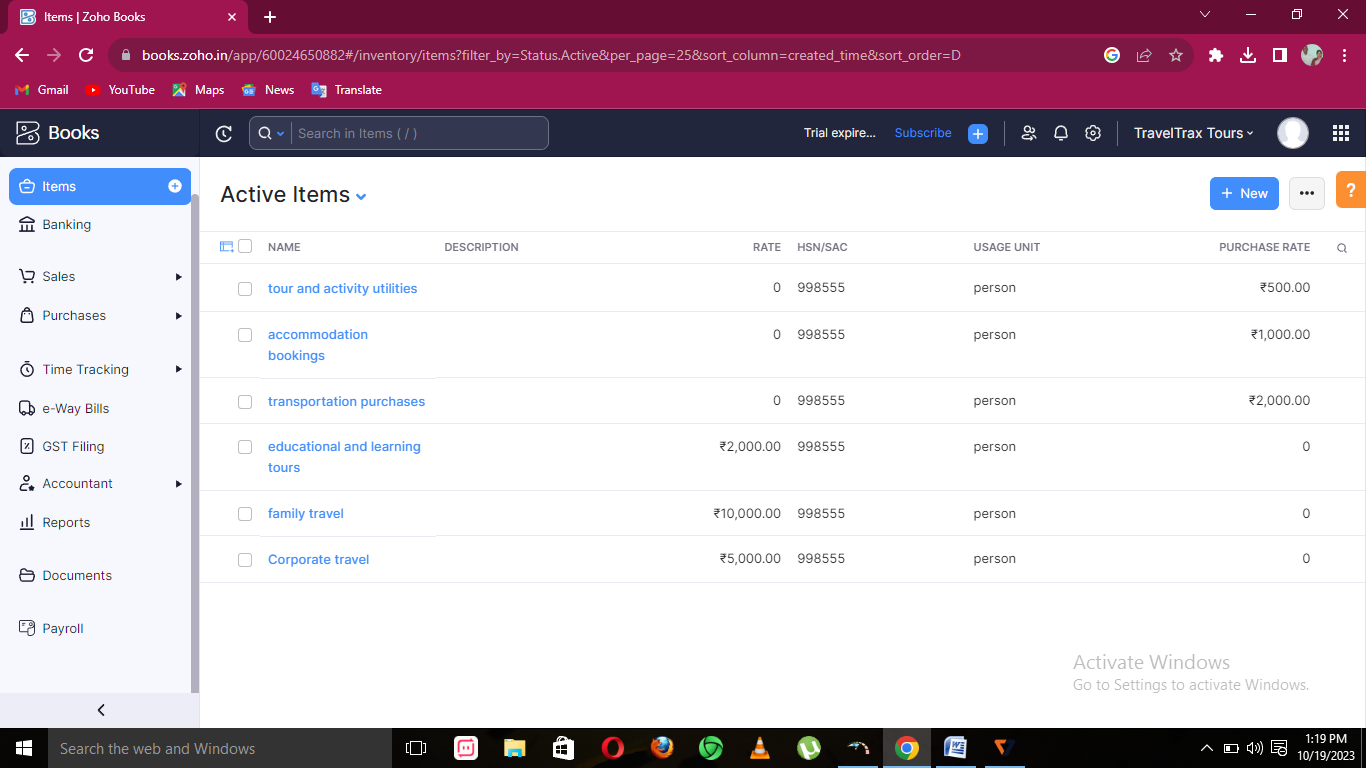 Items | Zoho Books
books.zoho.in/app/60024650882#/inventory/items?filter_by=Status.Active&per_page=25&sort_column=created_time&sort_order=D
Gmail YouTube Maps News Translate
Books Search in Items ( / ) Trial expire... Subscribe TravelTrax Tours
Items
Banking
Sales
Purchases
Time Tracking
e-Way Bills
GST Filing
Accountant
Reports
Documents
Payroll
Active Items + New ... ?
NAME DESCRIPTION RATE HSN/SAC USAGE UNIT PURCHASE RATE
tour and activity utilities 0 998555 person ₹500.00
accommodation 0 998555 person ₹1,000.00
bookings
transportation purchases 0 998555 person ₹2,000.00
educational and learning ₹2,000.00 998555 person 0
tours
family travel ₹10,000.00 998555 person 0
Corporate travel ₹5,000.00 998555 person 0
Activate Windows
Go to Settings to activate Windows.
Search the web and Windows
1:19 PM
10/19/2023